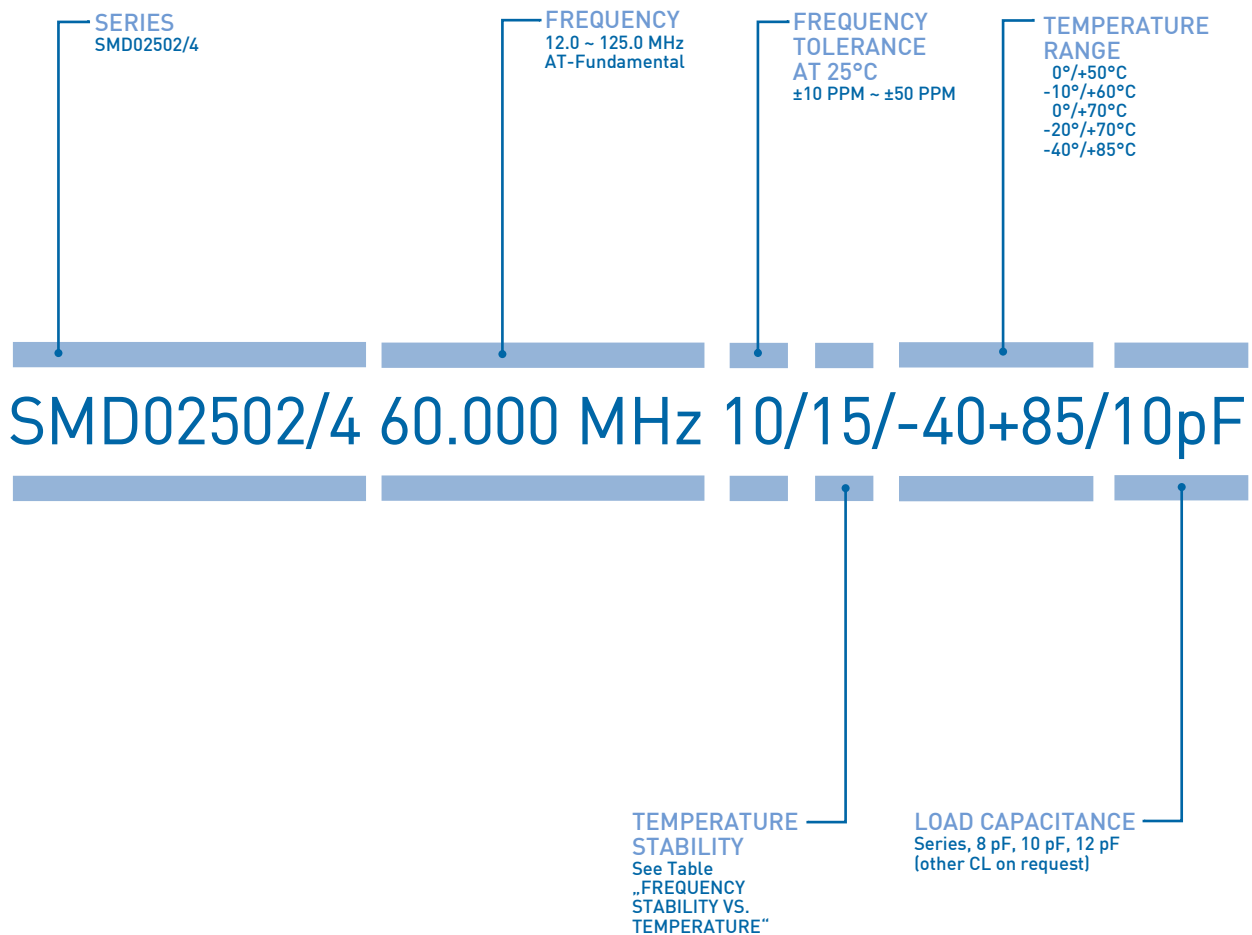 SERIES
SMD02502/4
FREQUENCY
12.0 ~ 125.0 MHz
AT-Fundamental
FREQUENCY
TOLERANCE
AT 25°C
±10 PPM ~ ±50 PPM
TEMPERATURE
RANGE
0°/+50°C
-10°/+60°C
0°/+70°C
-20°/+70°C
-40°/+85°C
SMD02502/4 60.000 MHz 10/15/-40+85/10pF
TEMPERATURE
STABILITY
See Table
„FREQUENCY
STABILITY VS.
TEMPERATURE“
LOAD CAPACITANCE
Series, 8 pF, 10 pF, 12 pF
(other CL on request)